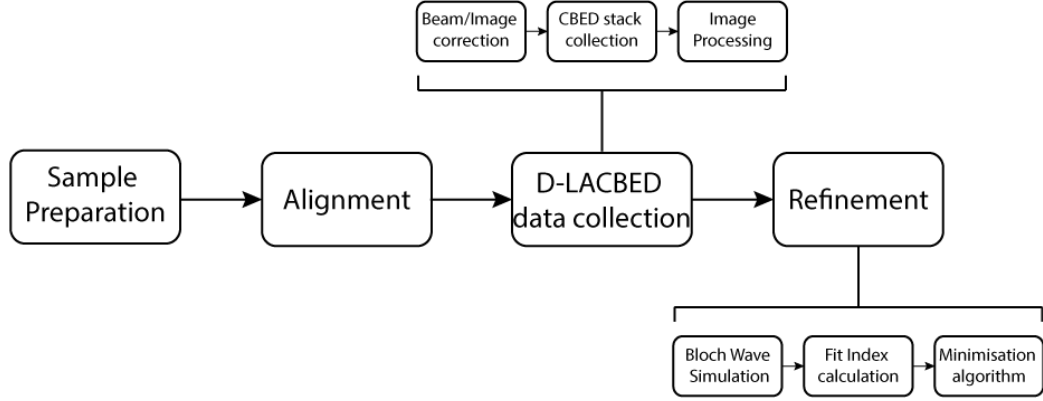 Beam/Image
correction
CBED stack
collection
Image
Processing
Sample
Preparation
Alignment
D-LACBED
data collection
Refinement
Bloch Wave
Simulation
Fit Index
calculation
Minimisation
algorithm